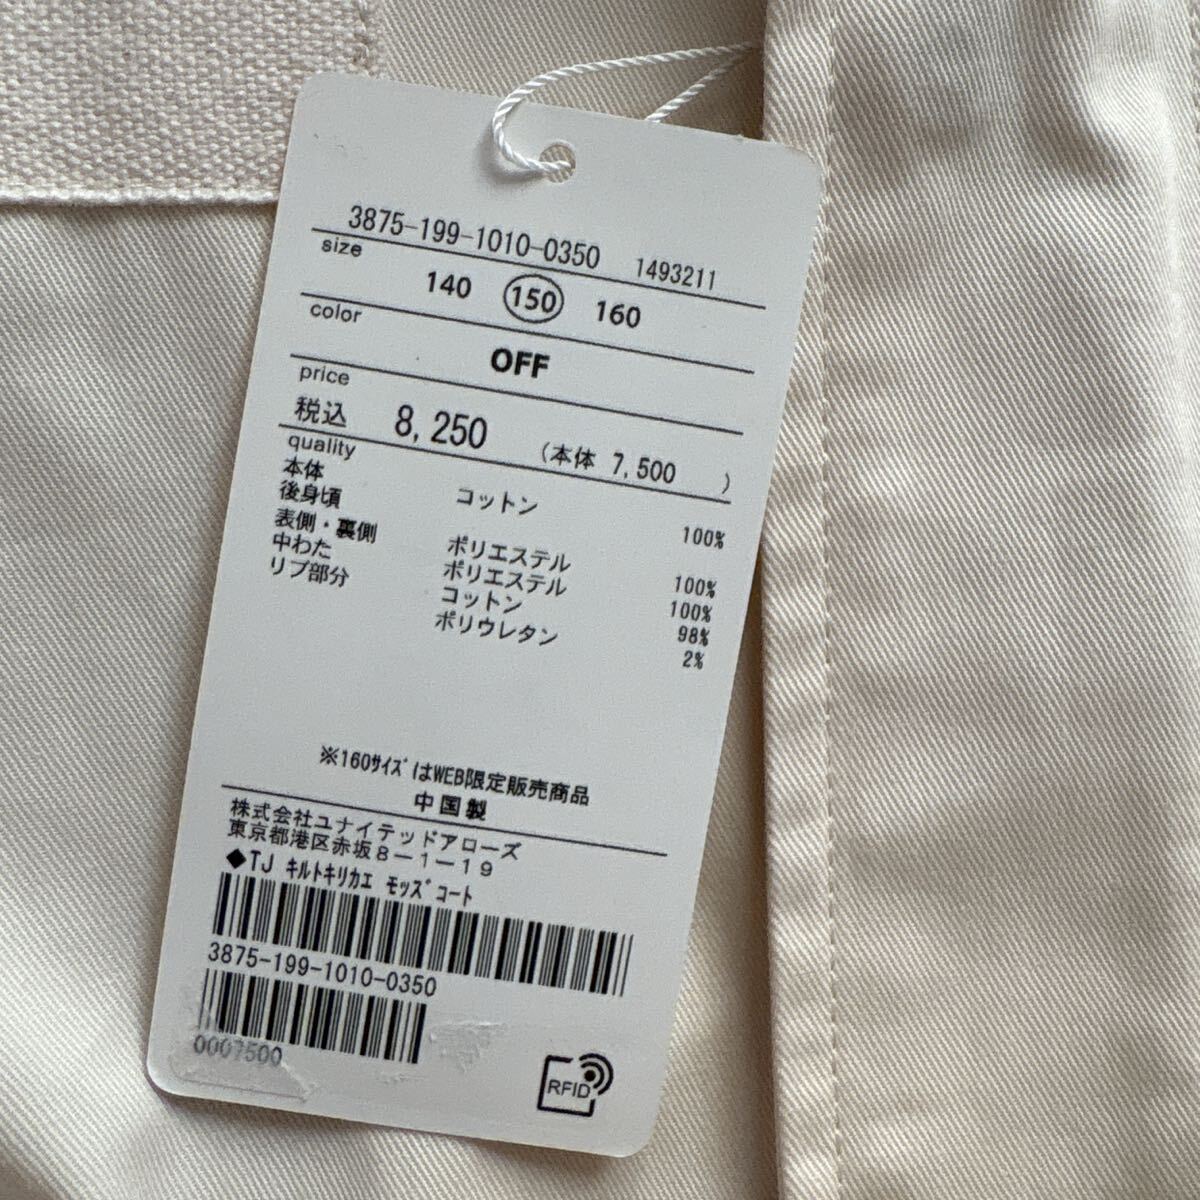 3875-199-1010-0350 1493211
size
140 150 160
color
OFF
price
税込 8,250 (本体 7,500 )
quality
本体 コットン 100%
後身頃
表側・裏側 ポリエステル 100%
中わた ポリエステル 100%
リブ部分 コットン 98%
ポリウレタン 2%
※160サイズはWEB限定販売商品
中国製
株式会社ユナイテッドアローズ
東京都港区赤坂8-1-19
◆TJ キルトキリカエ モッズコート
3875-199-1010-0350
0007500
RFID